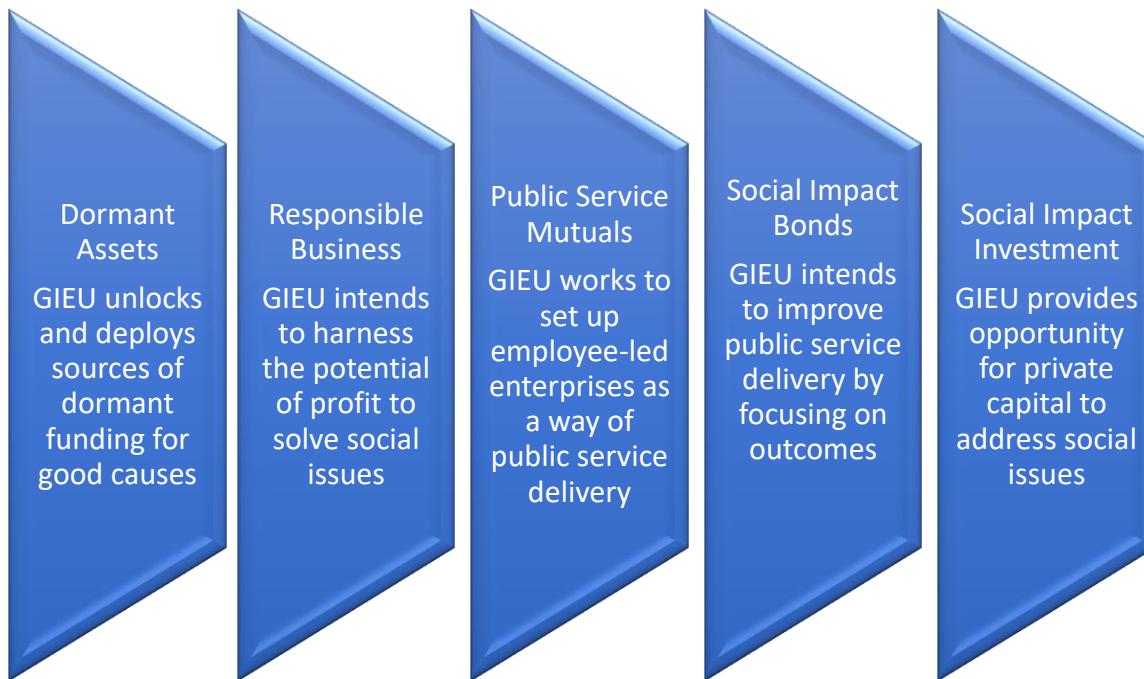 Dormant
Assets
GIEU unlocks
and deploys
sources of
dormant
funding for
good causes
Responsible
Business
GIEU intends
to harness
the potential
of profit to
solve social
issues
Public Service
Mutuals
GIEU works to
set up
employee-led
enterprises as
a way of
public service
delivery
Social Impact
Bonds
GIEU intends
to improve
public service
delivery by
focusing on
outcomes
Social Impact
Investment
GIEU provides
opportunity
for private
capital to
address social
issues